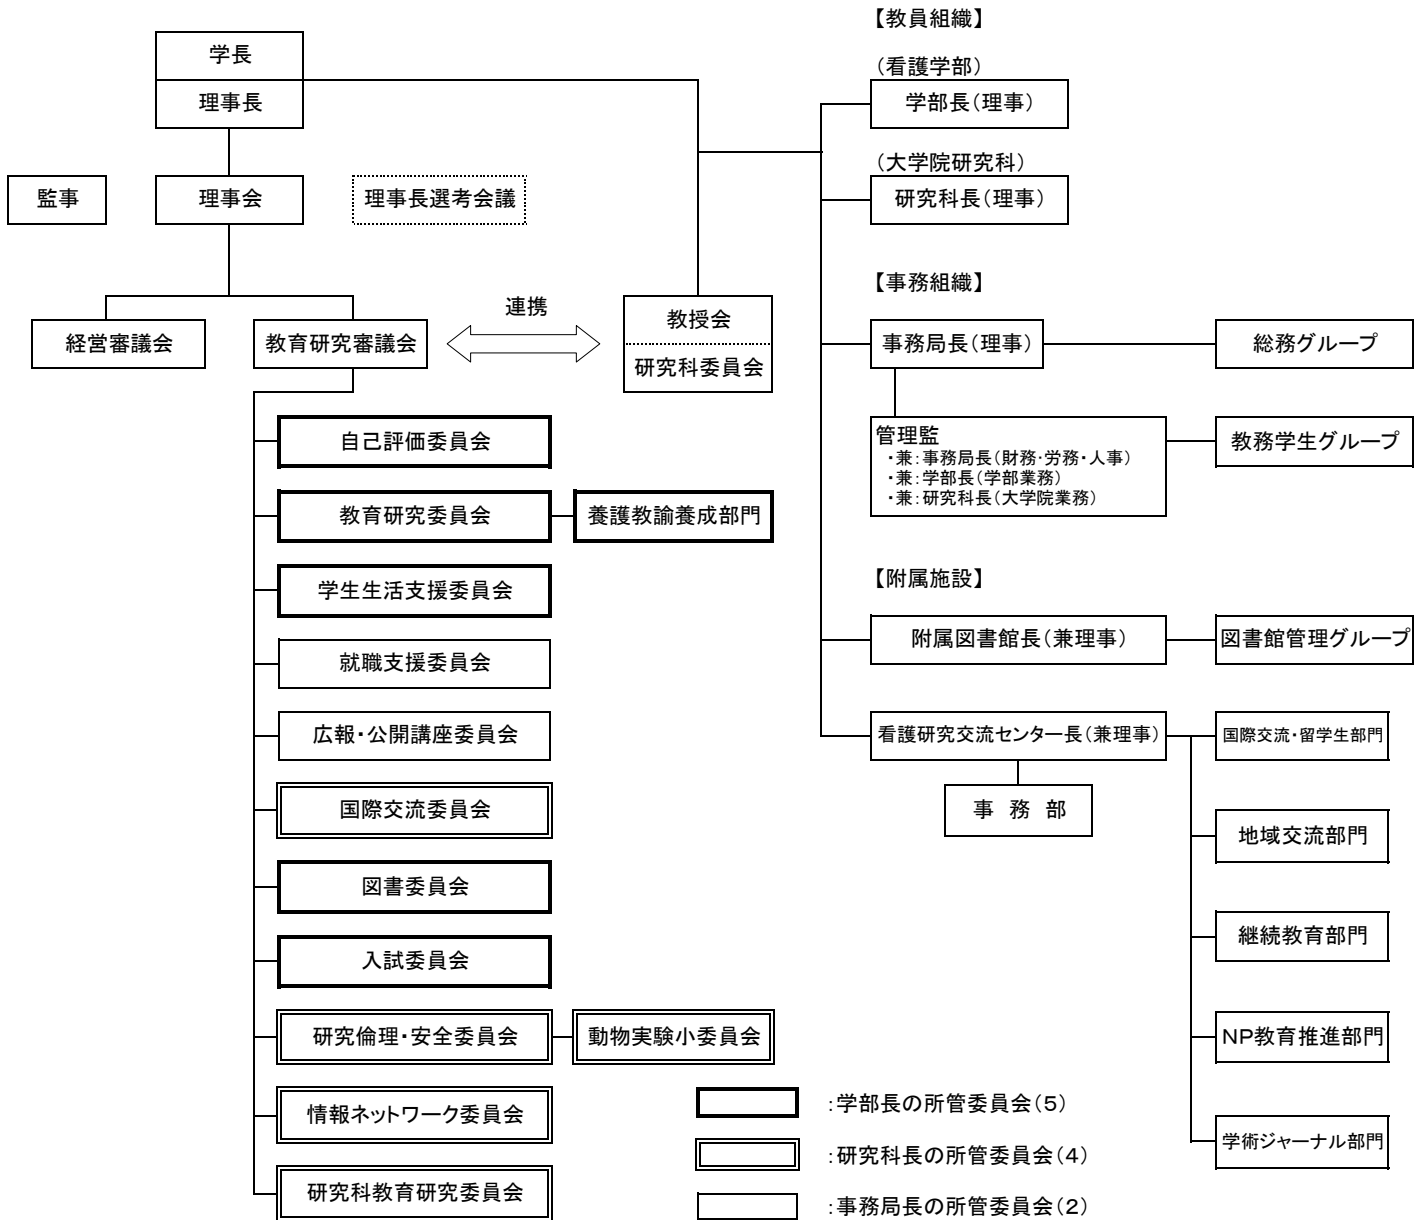 学長
理事長
監事
理事会
理事長選考会議
経営審議会
教育研究審議会
連携
教授会
研究科委員会
自己評価委員会
教育研究委員会
養護教諭養成部門
学生生活支援委員会
就職支援委員会
広報・公開講座委員会
国際交流委員会
図書委員会
入試委員会
研究倫理・安全委員会
動物実験小委員会
情報ネットワーク委員会
研究科教育研究委員会
【教員組織】
(看護学部)
学部長(理事)
(大学院研究科)
研究科長(理事)
【事務組織】
事務局長(理事)
総務グループ
管理監
・兼:事務局長(財務・労務・人事)
・兼:学部長(学部業務)
・兼:研究科長(大学院業務)
教務学生グループ
【附属施設】
附属図書館長(兼理事)
図書館管理グループ
看護研究交流センター長(兼理事)
事 務 部
国際交流・留学生部門
地域交流部門
継続教育部門
NP教育推進部門
学術ジャーナル部門
:学部長の所管委員会(5)
:研究科長の所管委員会(4)
:事務局長の所管委員会(2)